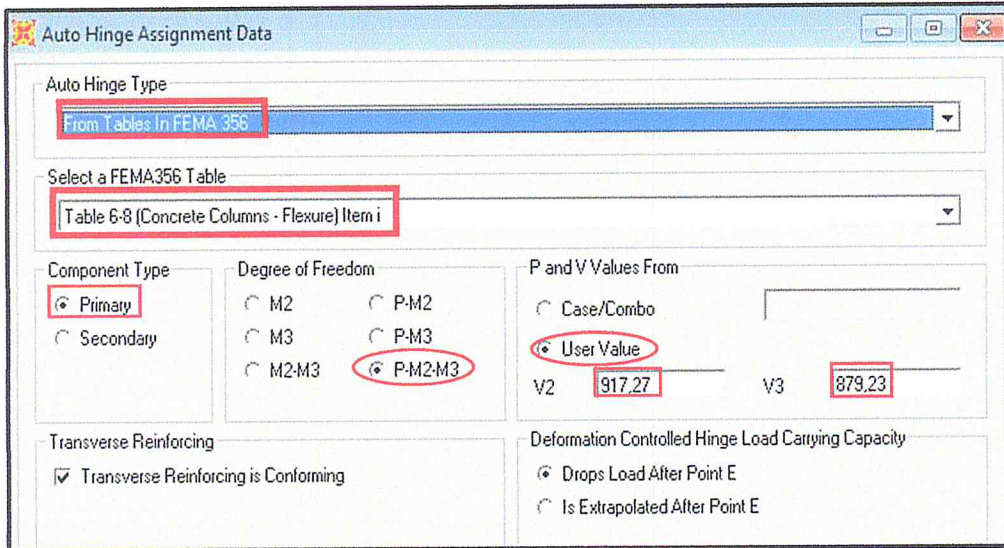 Auto Hinge Assignment Data
Auto Hinge Type
From Tables In FEMA 356
Select a FEMA356 Table
Table 6-8 (Concrete Columns - Flexure) Item i
Component Type
Primary
Secondary
Degree of Freedom
M2
P-M2
M3
P-M3
M2-M3
P-M2-M3
P and V Values From
Case/Combo
User Value
V2
917,27
V3
879,23
Transverse Reinforcing
Transverse Reinforcing is Conforming
Deformation Controlled Hinge Load Carrying Capacity
Drops Load After Point E
Is Extrapolated After Point E